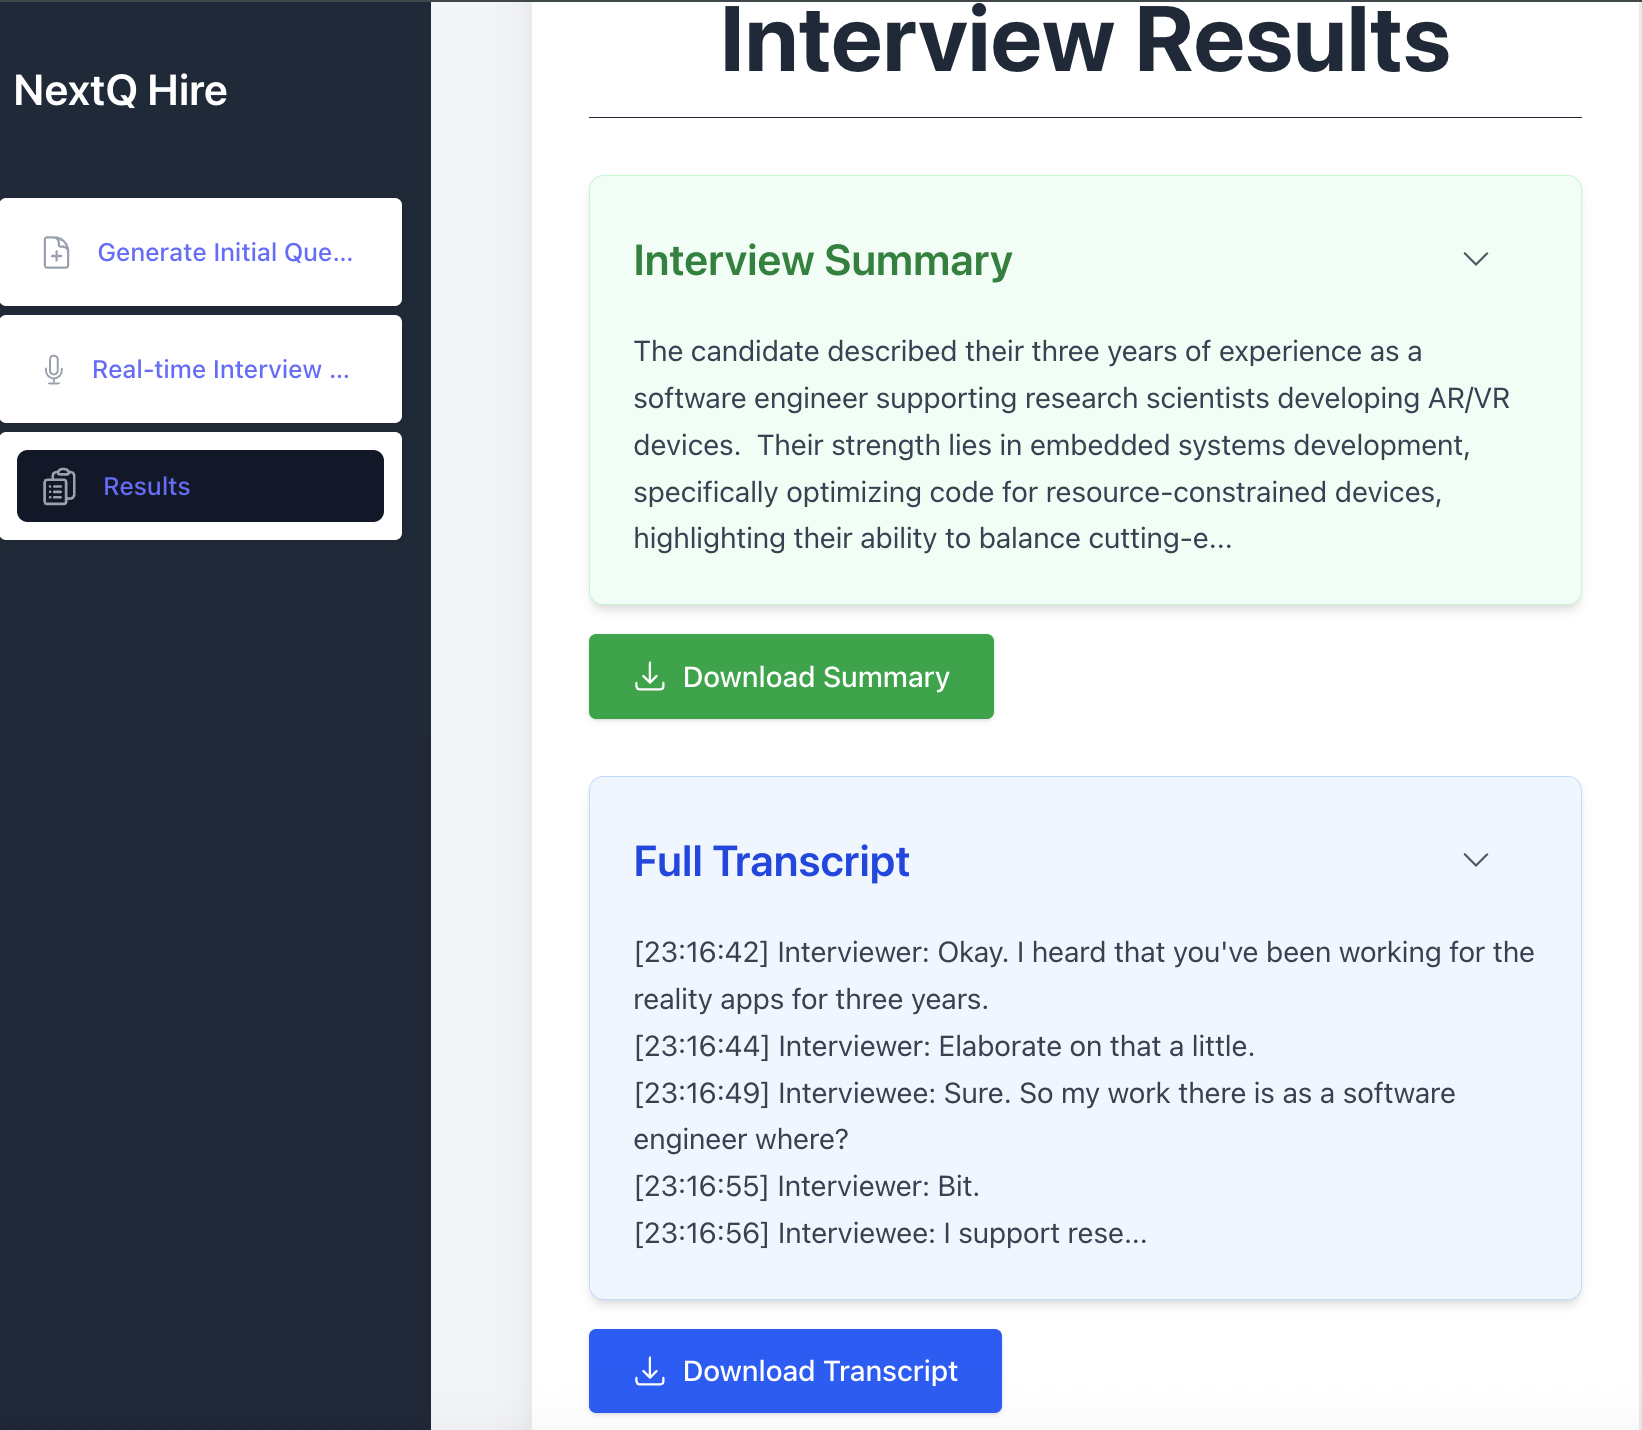 NextQ Hire
Generate Initial Que...
Real-time Interview ...
Results
Interview Results
Interview Summary
The candidate described their three years of experience as a
software engineer supporting research scientists developing AR/VR
devices.  Their strength lies in embedded systems development,
specifically optimizing code for resource-constrained devices,
highlighting their ability to balance cutting-e...
Download Summary
Full Transcript
[23:16:42] Interviewer: Okay. I heard that you've been working for the
reality apps for three years.
[23:16:44] Interviewer: Elaborate on that a little.
[23:16:49] Interviewee: Sure. So my work there is as a software
engineer where?
[23:16:55] Interviewer: Bit.
[23:16:56] Interviewee: I support rese...
Download Transcript